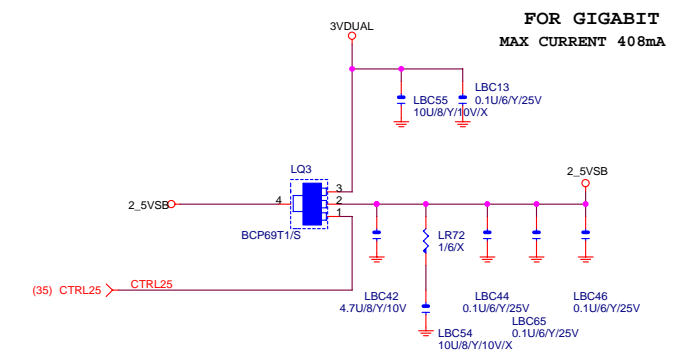 FOR GIGABIT
MAX CURRENT 408mA
3VDUAL
LBC55
10U/8/Y/10V/X
LBC13
0.1U/6/Y/25V
LQ3
3
2
1
4
2_5VSB
BCP69T1/S
2_5VSB
LR72
1/6/X
(35) CTRL25
CTRL25
LBC42
4.7U/8/Y/10V
LBC54
10U/8/Y/10V/X
LBC44
0.1U/6/Y/25V
LBC65
0.1U/6/Y/25V
LBC46
0.1U/6/Y/25V